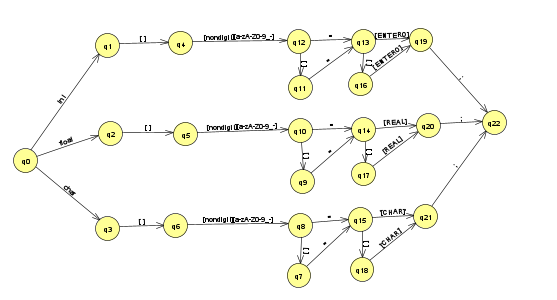 q1
[ ]
q4
[nondigit][a-zA-Z0-9_-]
q12
=
q13
[ENTERO]
q19
[ ]
q11
=
[ ]
q16
[ENTERO]
;
int
q0
float
q2
[ ]
q5
[nondigit][a-zA-Z0-9_-]
q10
=
q14
[REAL]
q20
;
q22
[ ]
q9
=
[ ]
q17
[REAL]
char
q3
[ ]
q6
[nondigit][a-zA-Z0-9_-]
q8
=
q15
[CHAR]
q21
;
[ ]
q7
=
[ ]
q18
[CHAR]